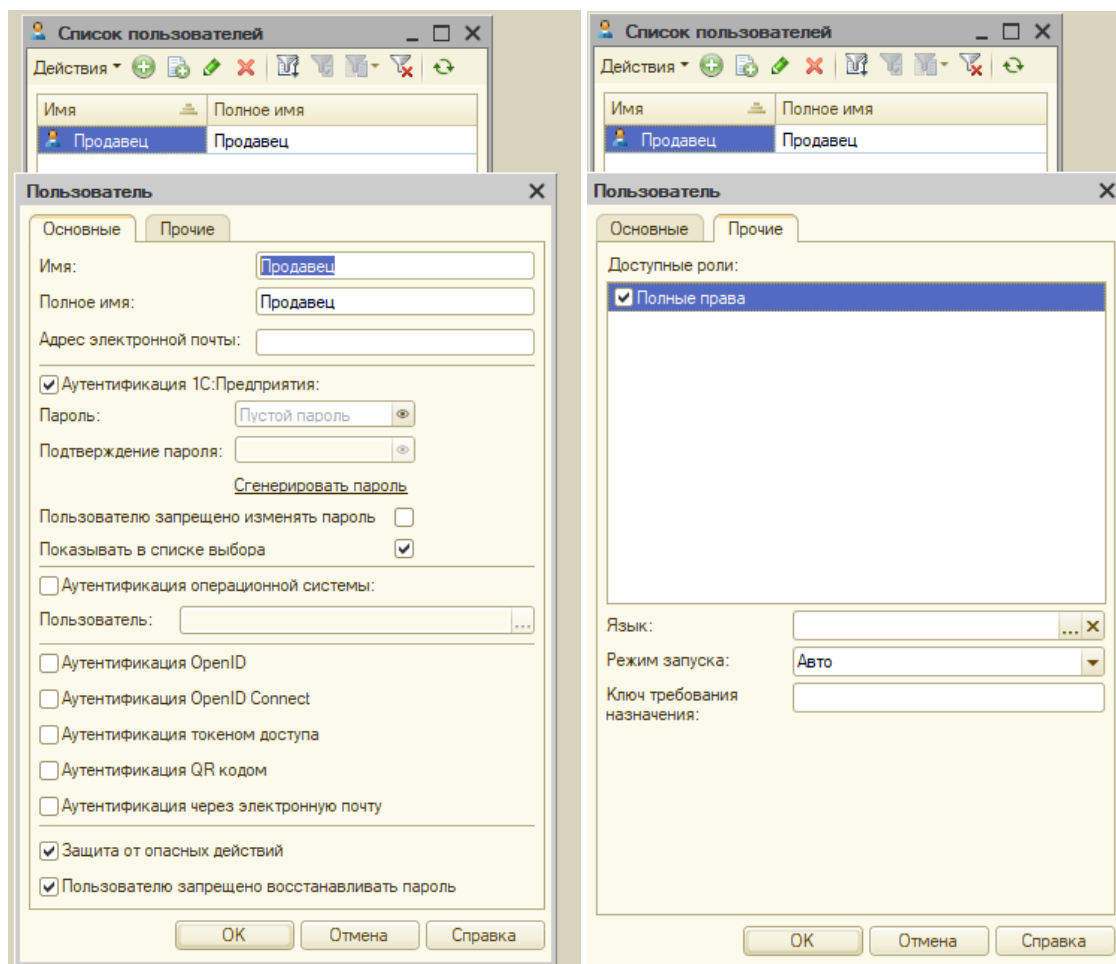 Список пользователей
Действия
Имя Полное имя
Продавец Продавец
Пользователь
Основные Прочие
Имя: Продавец
Полное имя: Продавец
Адрес электронной почты:
Аутентификация 1С:Предприятия:
Пароль: Пустой пароль
Подтверждение пароля:
Сгенерировать пароль
Пользователю запрещено изменять пароль
Показывать в списке выбора
Аутентификация операционной системы:
Пользователь: ...
Аутентификация OpenID
Аутентификация OpenID Connect
Аутентификация токеном доступа
Аутентификация QR кодом
Аутентификация через электронную почту
Защита от опасных действий
Пользователю запрещено восстанавливать пароль
ОК Отмена Справка
Список пользователей
Действия
Имя Полное имя
Продавец Продавец
Пользователь
Основные Прочие
Доступные роли:
Полные права
Язык: ...
Режим запуска: Авто
Ключ требования
назначения:
ОК Отмена Справка